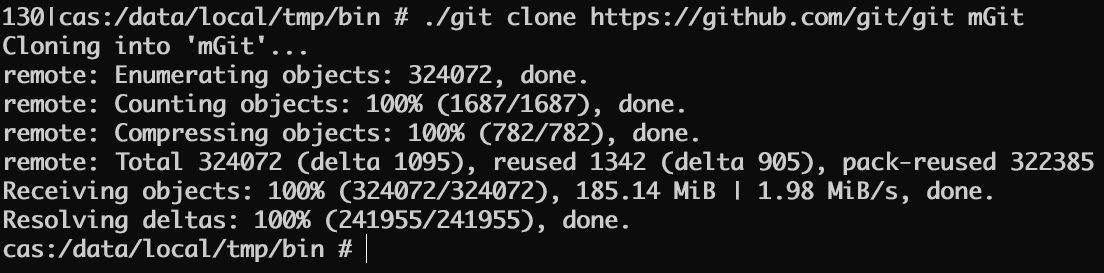 130|cas:/data/local/tmp/bin # ./git clone https://github.com/git/git mGit
Cloning into 'mGit'...
remote: Enumerating objects: 324072, done.
remote: Counting objects: 100% (1687/1687), done.
remote: Compressing objects: 100% (782/782), done.
remote: Total 324072 (delta 1095), reused 1342 (delta 905), pack-reused 322385
Receiving objects: 100% (324072/324072), 185.14 MiB | 1.98 MiB/s, done.
Resolving deltas: 100% (241955/241955), done.
cas:/data/local/tmp/bin #